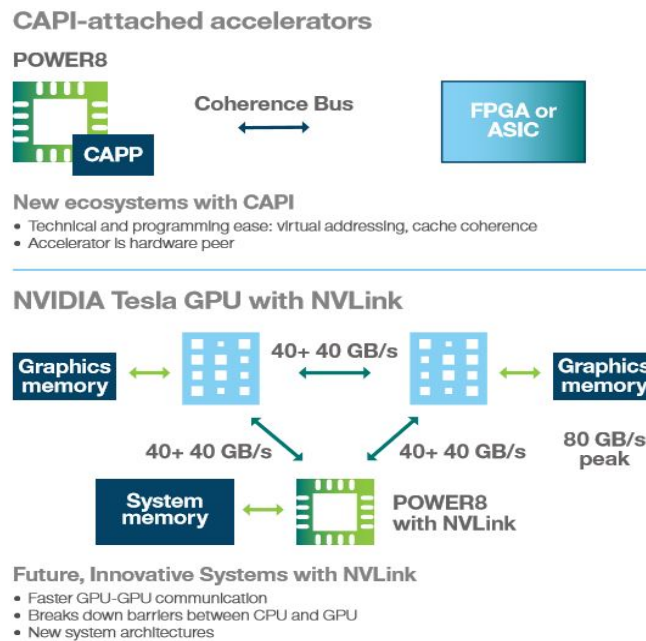 CAPI-attached accelerators
POWER8
Coherence Bus
FPGA or
ASIC
CAPP
New ecosystems with CAPI
• Technical and programming ease: virtual addressing, cache coherence
• Accelerator is hardware peer
NVIDIA Tesla GPU with NVLink
40+ 40 GB/s
Graphics
memory
Graphics
memory
40+ 40 GB/s
40+ 40 GB/s
80 GB/s
peak
System
memory
POWER8
with NVLink
Future, Innovative Systems with NVLink
• Faster GPU-GPU communication
• Breaks down barriers between CPU and GPU
• New system architectures